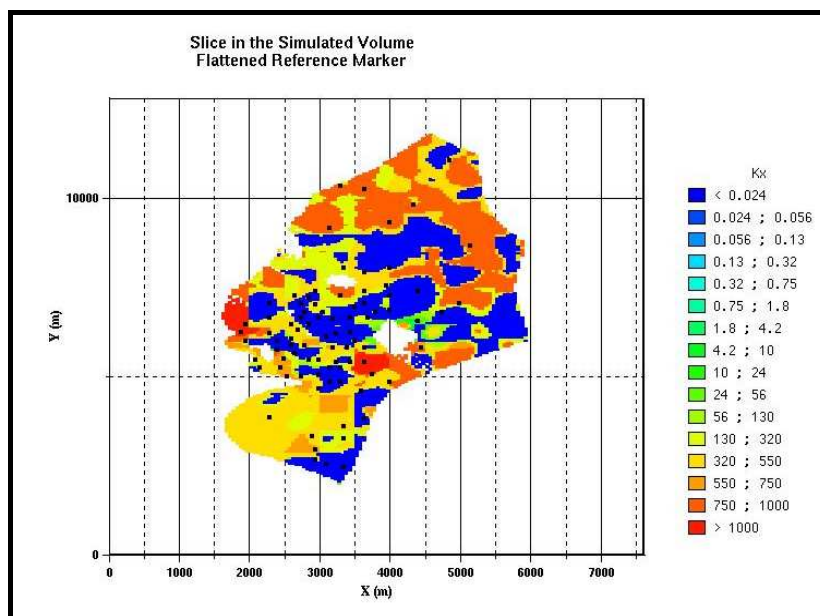 Slice in the Simulated Volume
Flattened Reference Marker
Kx
< 0.024
0.024 ; 0.056
0.056 ; 0.13
0.13 ; 0.32
0.32 ; 0.75
0.75 ; 1.8
1.8 ; 4.2
4.2 ; 10
10 ; 24
24 ; 56
56 ; 130
130 ; 320
320 ; 550
550 ; 750
750 ; 1000
> 1000
Y (m)
10000
0
0 1000 2000 3000 4000 5000 6000 7000
X (m)